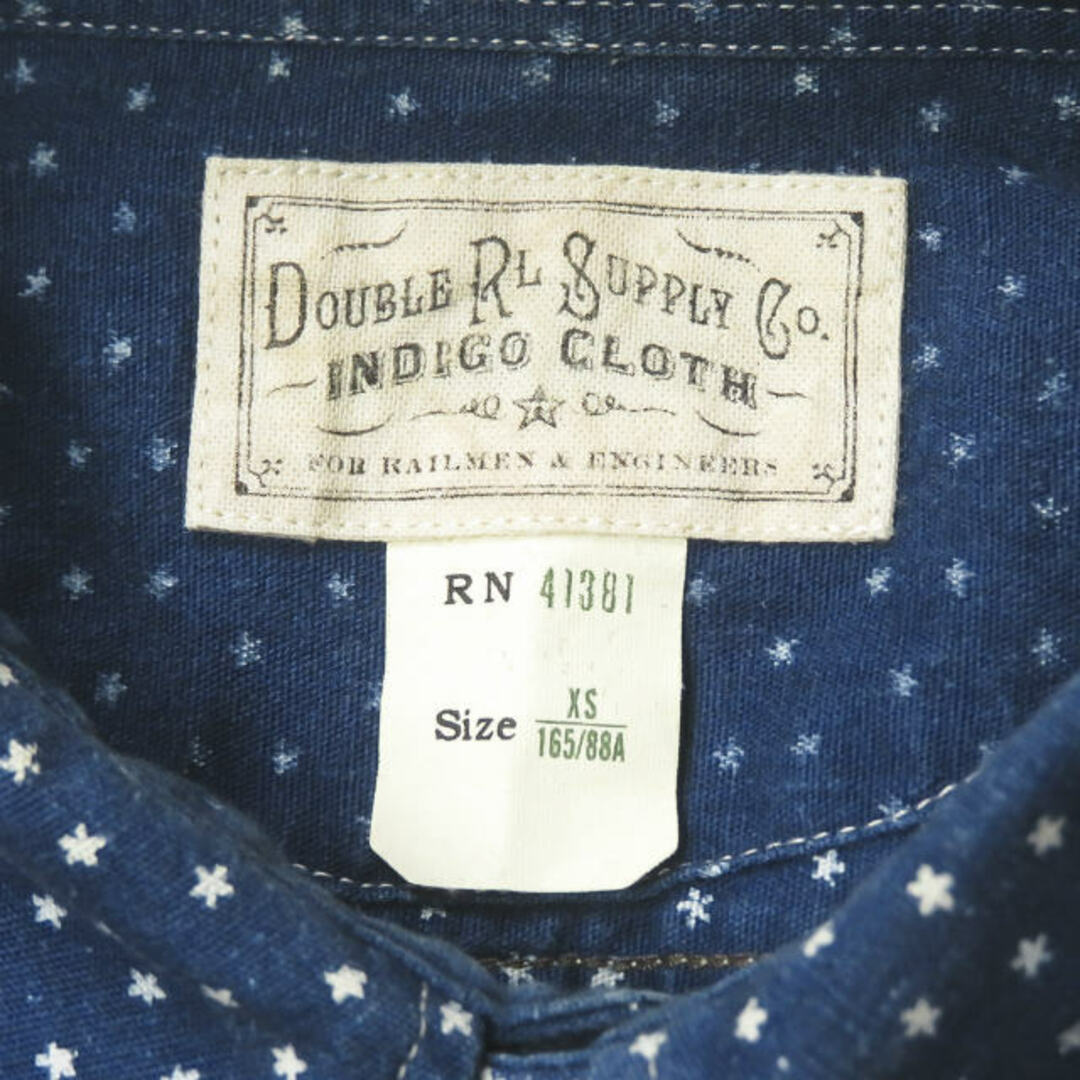 DOUBLE RL SUPPLY CO.
INDIGO CLOTH
FOR RAILMEN & ENGINEERS
RN 41381
Size XS
165/88A